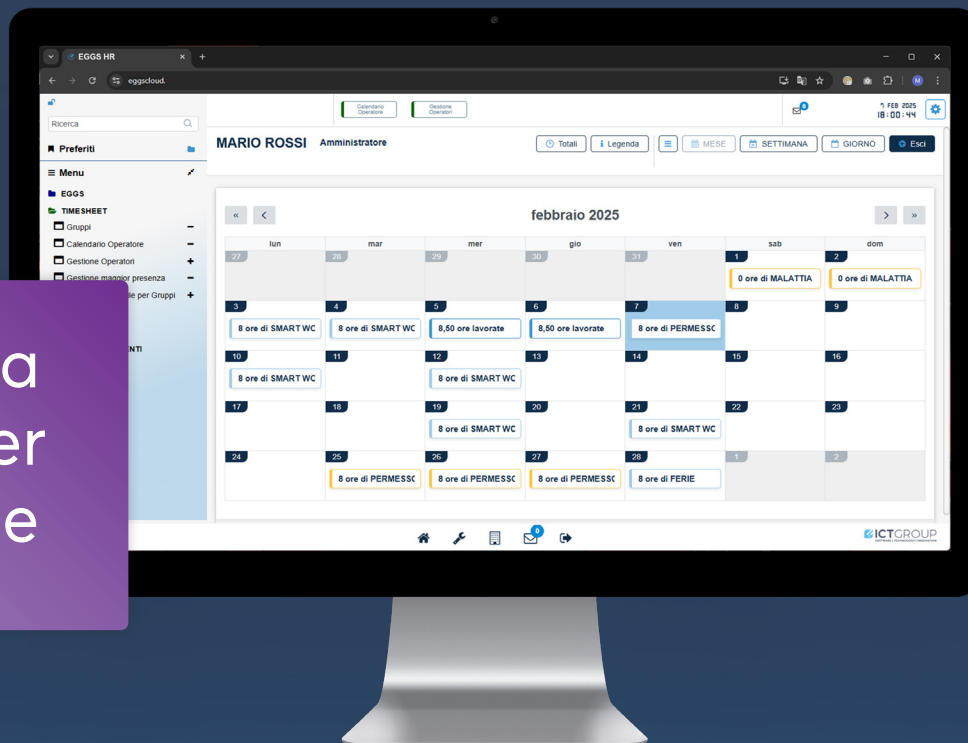 EGGS HR
eggscloud.
Ricerca
Preferiti
Menu
EGGS
TIMESHEET
Gruppi
Calendario Operatore
Gestione Operatori
Gestione maggior presenza
le per Gruppi
NTI
Calendario Operatore
Gestione Operatori
0
7 FEB 2025
18:00:44
MARIO ROSSI Amministratore
Totali
Legenda
MESE
SETTIMANA
GIORNO
Esci
febbraio 2025
lun mar mer gio ven sab dom
27 28 29 30 31 1 2
0 ore di MALATTIA 0 ore di MALATTIA
3 4 5 6 7 8 9
8 ore di SMART WC 8 ore di SMART WC 8,50 ore lavorate 8,50 ore lavorate 8 ore di PERMESSC
10 11 12 13 14 15 16
8 ore di SMART WC 8 ore di SMART WC
17 18 19 20 21 22 23
8 ore di SMART WC 8 ore di SMART WC
24 25 26 27 28 1 2
8 ore di PERMESSC 8 ore di PERMESSC 8 ore di PERMESSC 8 ore di FERIE
0
ICTGROUP
a
er
e